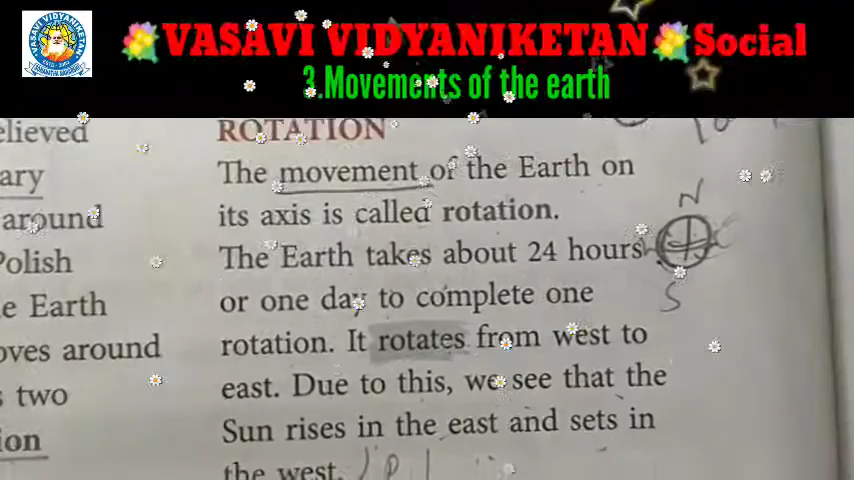 VASAVI VIDYANIKETAN Social
3.Movements of the earth
VASAVI VIDYANIKETAN
elieved
ary
around
Polish
e Earth
oves around
s two
ion
ROTATION
The movement of the Earth on
its axis is called rotation.
The Earth takes about 24 hours
or one day to complete one
rotation. It rotates from west to
east. Due to this, we see that the
Sun rises in the east and sets in
the west.
N
S